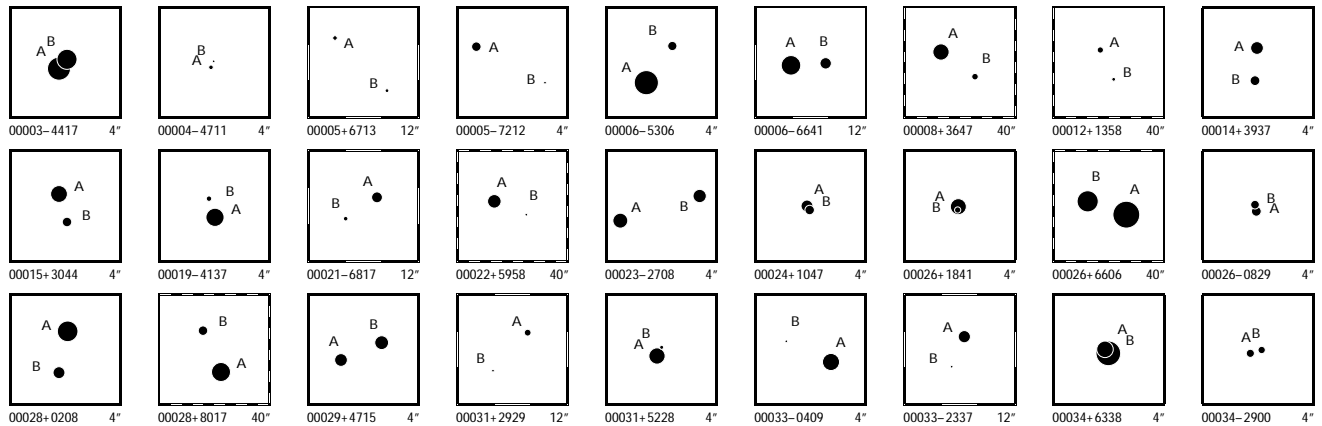 A B A B A B A B A B A B A B A B A B
00003−4417 4″ 00004−4711 4″ 00005+6713 12″ 00005−7212 4″ 00006−5306 4″ 00006−6641 12″ 00008+3647 40″ 00012+1358 40″ 00014+3937 4″
A B B A A B A B A B A B A B B A B A
00015+3044 4″ 00019−4137 4″ 00021−6817 12″ 00022+5958 40″ 00023−2708 4″ 00024+1047 4″ 00026+1841 4″ 00026+6606 40″ 00026−0829 4″
A B B A A B A B B A B A A B A B A B
00028+0208 4″ 00028+8017 40″ 00029+4715 4″ 00031+2929 12″ 00031+5228 4″ 00033−0409 4″ 00033−2337 12″ 00034+6338 4″ 00034−2900 4″